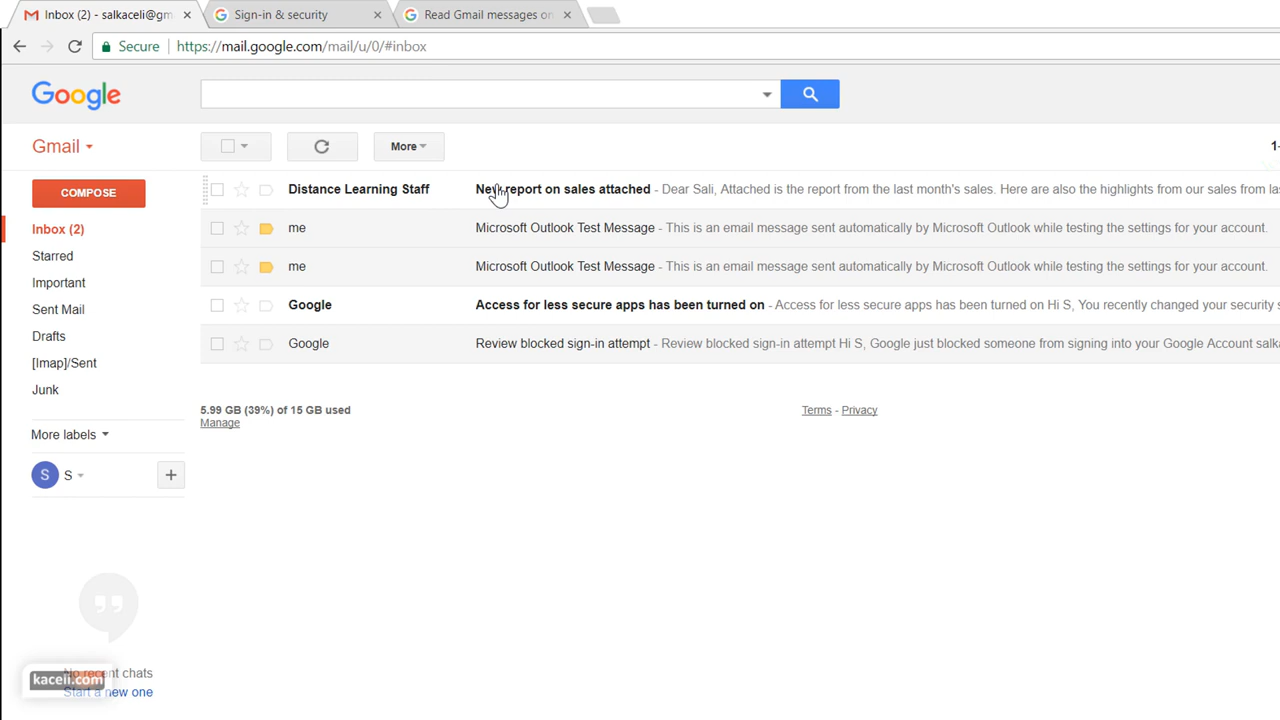 Inbox (2) - salkaceli@gm
Sign-in & security
Read Gmail messages on
Secure https://mail.google.com/mail/u/0/#inbox
Google
Gmail
More
1-
COMPOSE
Inbox (2)
Starred
Important
Sent Mail
Drafts
[Imap]/Sent
Junk
More labels
S S
+
Distance Learning Staff New report on sales attached - Dear Sali, Attached is the report from the last month's sales. Here are also the highlights from our sales from la
me Microsoft Outlook Test Message - This is an email message sent automatically by Microsoft Outlook while testing the settings for your account.
me Microsoft Outlook Test Message - This is an email message sent automatically by Microsoft Outlook while testing the settings for your account.
Google Access for less secure apps has been turned on - Access for less secure apps has been turned on Hi S, You recently changed your security s
Google Review blocked sign-in attempt - Review blocked sign-in attempt Hi S, Google just blocked someone from signing into your Google Account salka
5.99 GB (39%) of 15 GB used
Manage
Terms - Privacy
No recent chats
Start a new one
kaceli.com